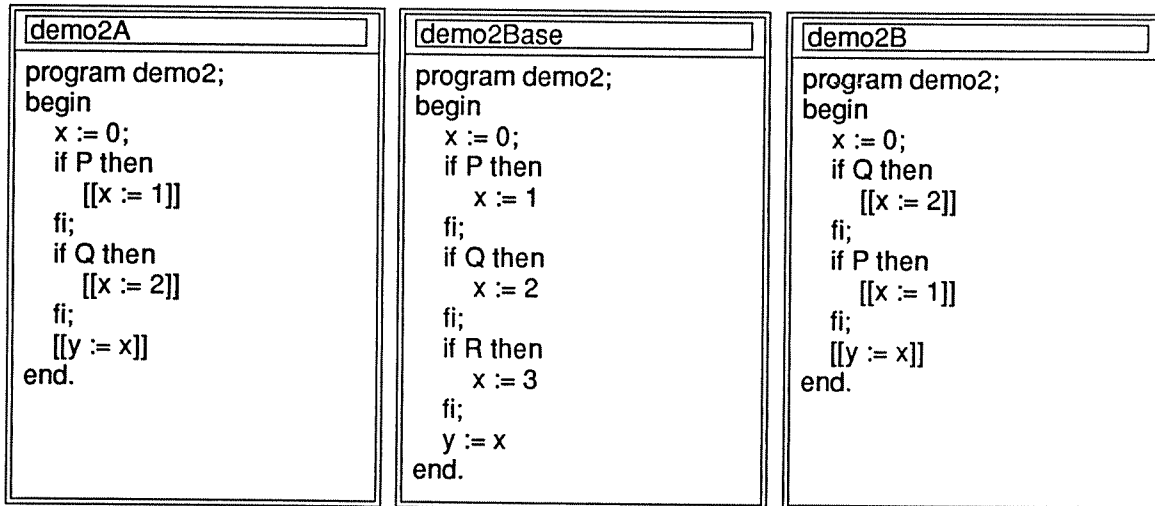 demo2A
program demo2;
begin
x := 0;
if P then
[[x := 1]]
fi;
if Q then
[[x := 2]]
fi;
[[y := x]]
end.
demo2Base
program demo2;
begin
x := 0;
if P then
x := 1
fi;
if Q then
x := 2
fi;
if R then
x := 3
fi;
y := x
end.
demo2B
program demo2;
begin
x := 0;
if Q then
[[x := 2]]
fi;
if P then
[[x := 1]]
fi;
[[y := x]]
end.